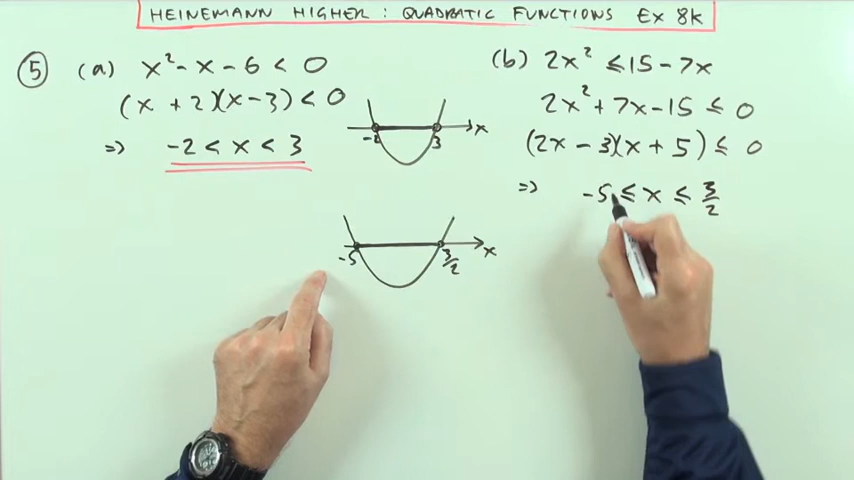 HEINEMANN HIGHER : QUADRATIC FUNCTIONS Ex 8k
5 (a) x² - x - 6 < 0
(x + 2)(x - 3) < 0
=> -2 < x < 3
-2 3 x
(b) 2x² ≤ 15 - 7x
2x² + 7x - 15 ≤ 0
(2x - 3)(x + 5) ≤ 0
=> -5 ≤ x ≤ 3/2
-5 3/2 x